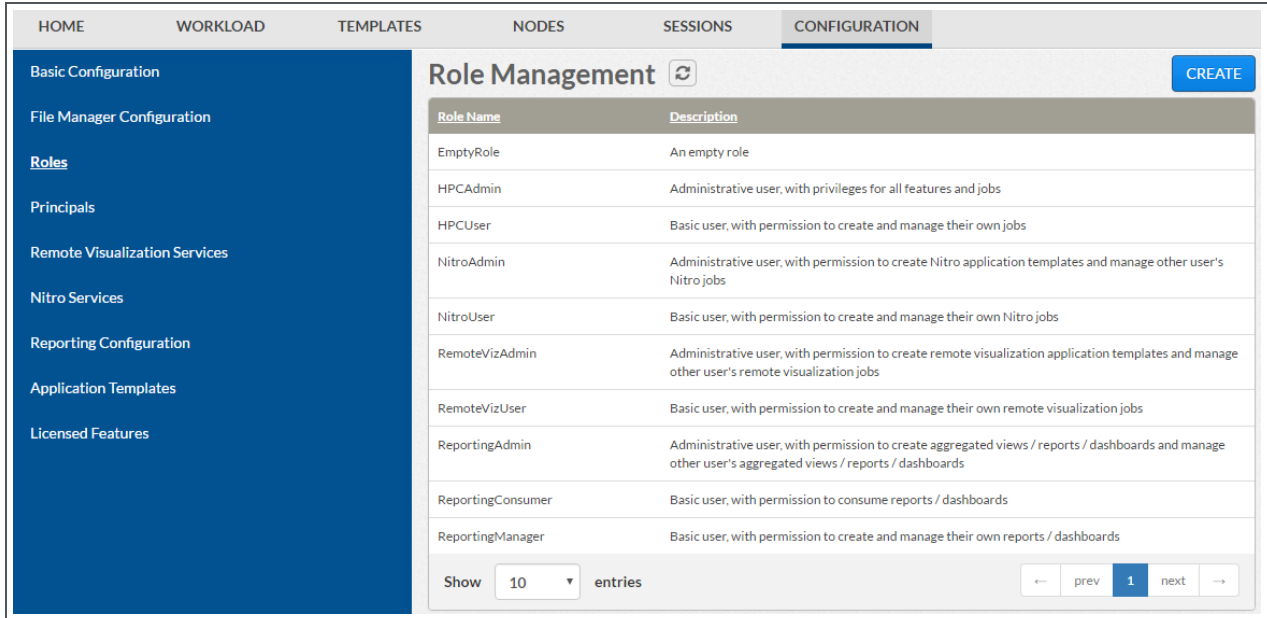 HOME WORKLOAD TEMPLATES NODES SESSIONS CONFIGURATION
Basic Configuration
File Manager Configuration
Roles
Principals
Remote Visualization Services
Nitro Services
Reporting Configuration
Application Templates
Licensed Features
Role Management CREATE
Role Name Description
EmptyRole An empty role
HPCAdmin Administrative user, with privileges for all features and jobs
HPCUser Basic user, with permission to create and manage their own jobs
NitroAdmin Administrative user, with permission to create Nitro application templates and manage other user's
Nitro jobs
NitroUser Basic user, with permission to create and manage their own Nitro jobs
RemoteVizAdmin Administrative user, with permission to create remote visualization application templates and manage
other user's remote visualization jobs
RemoteVizUser Basic user, with permission to create and manage their own remote visualization jobs
ReportingAdmin Administrative user, with permission to create aggregated views / reports / dashboards and manage
other user's aggregated views / reports / dashboards
ReportingConsumer Basic user, with permission to consume reports / dashboards
ReportingManager Basic user, with permission to create and manage their own reports / dashboards
Show 10 entries ← prev 1 next →